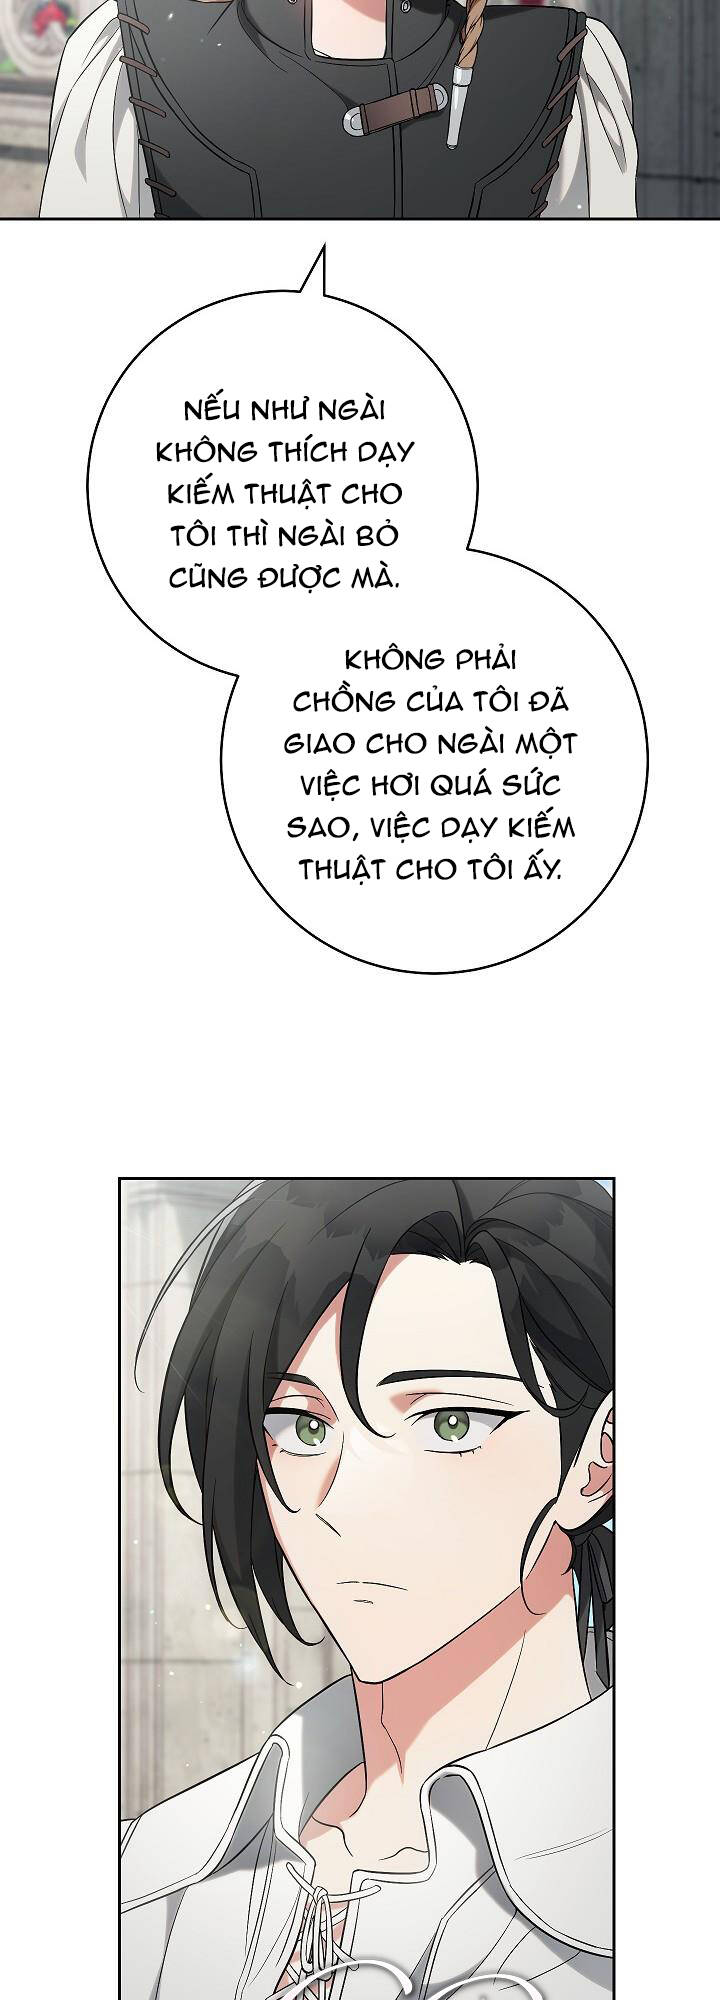 NẾU NHƯ NGÀI
KHÔNG THÍCH DẠY
KIẾM THUẬT CHO
TÔI THÌ NGÀI BỎ
CŨNG ĐƯỢC MÀ.
KHÔNG PHẢI
CHỒNG CỦA TÔI ĐÃ
GIAO CHO NGÀI MỘT
VIỆC HƠI QUÁ SỨC
SAO, VIỆC DẠY KIẾM
THUẬT CHO TÔI ẤY.